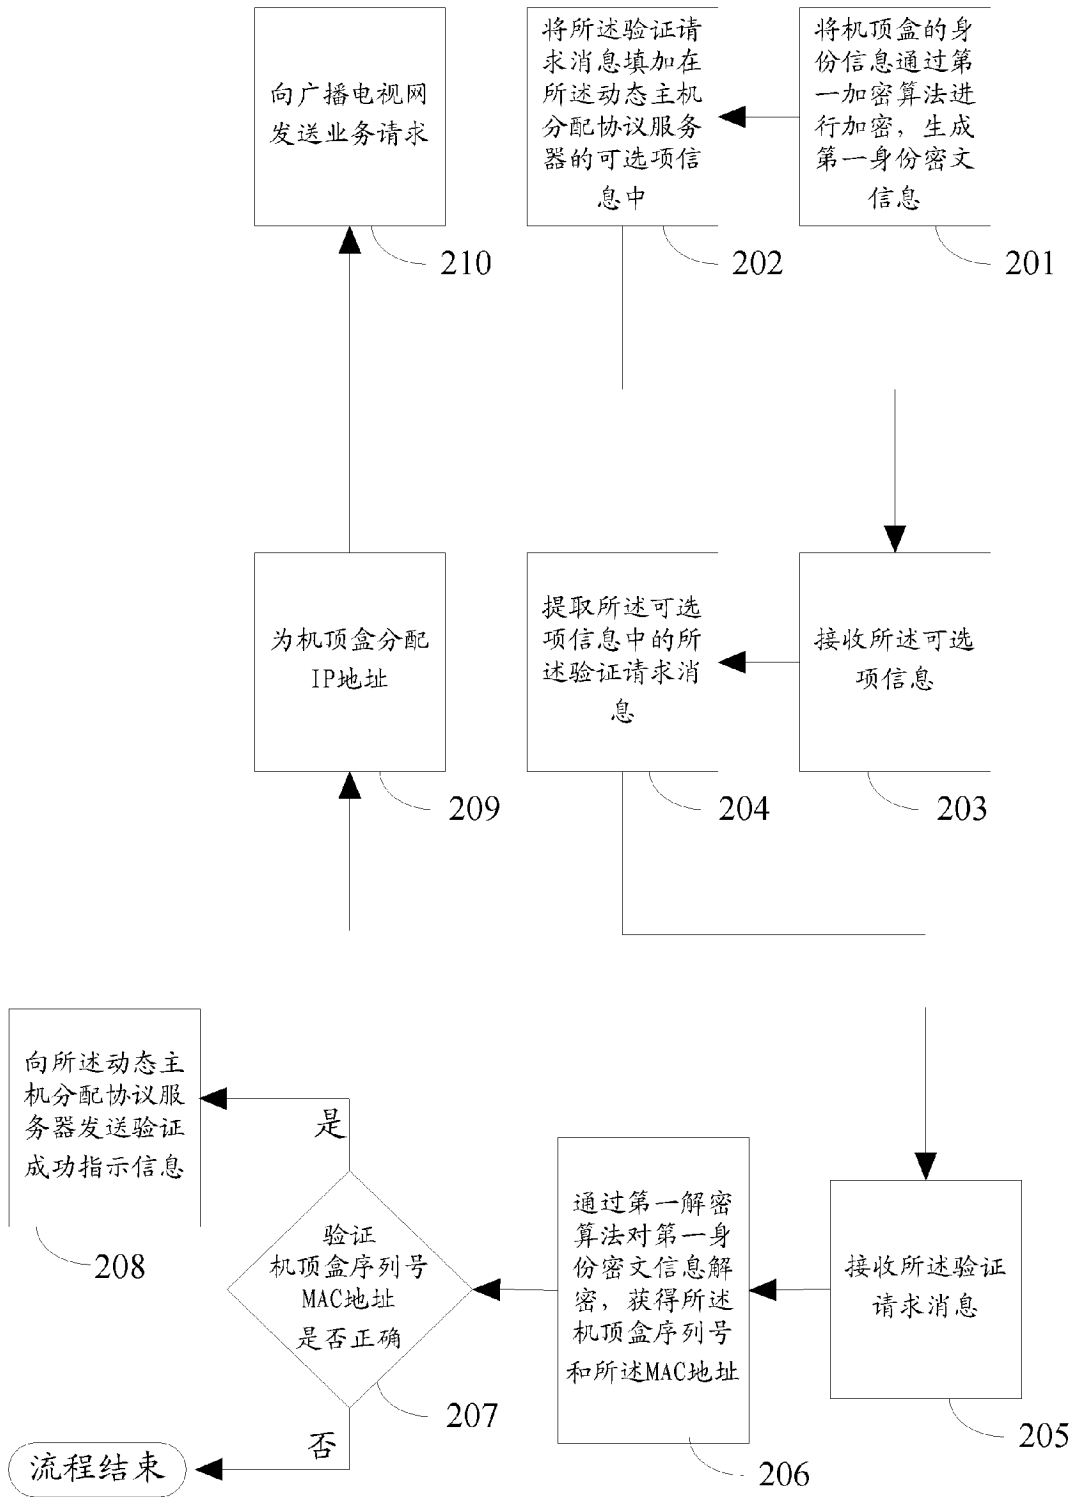 将机顶盒的身
份信息通过第
一加密算法进
行加密，生成
第一身份密文
信息
201
将所述验证请
求消息填加在
所述动态主机
分配协议服务
器的可选项信
息中
202
接收所述可选
项信息
203
提取所述可选
项信息中的所
述验证请求消
息
204
接收所述验证
请求消息
205
通过第一解密
算法对第一身
份密文信息解
密，获得所述
机顶盒序列号
和所述MAC地址
206
验证
机顶盒序列号
MAC地址
是否正确
207
是
否
向所述动态主
机分配协议服
务器发送验证
成功指示信息
208
流程结束
为机顶盒分配
IP地址
209
向广播电视网
发送业务请求
210